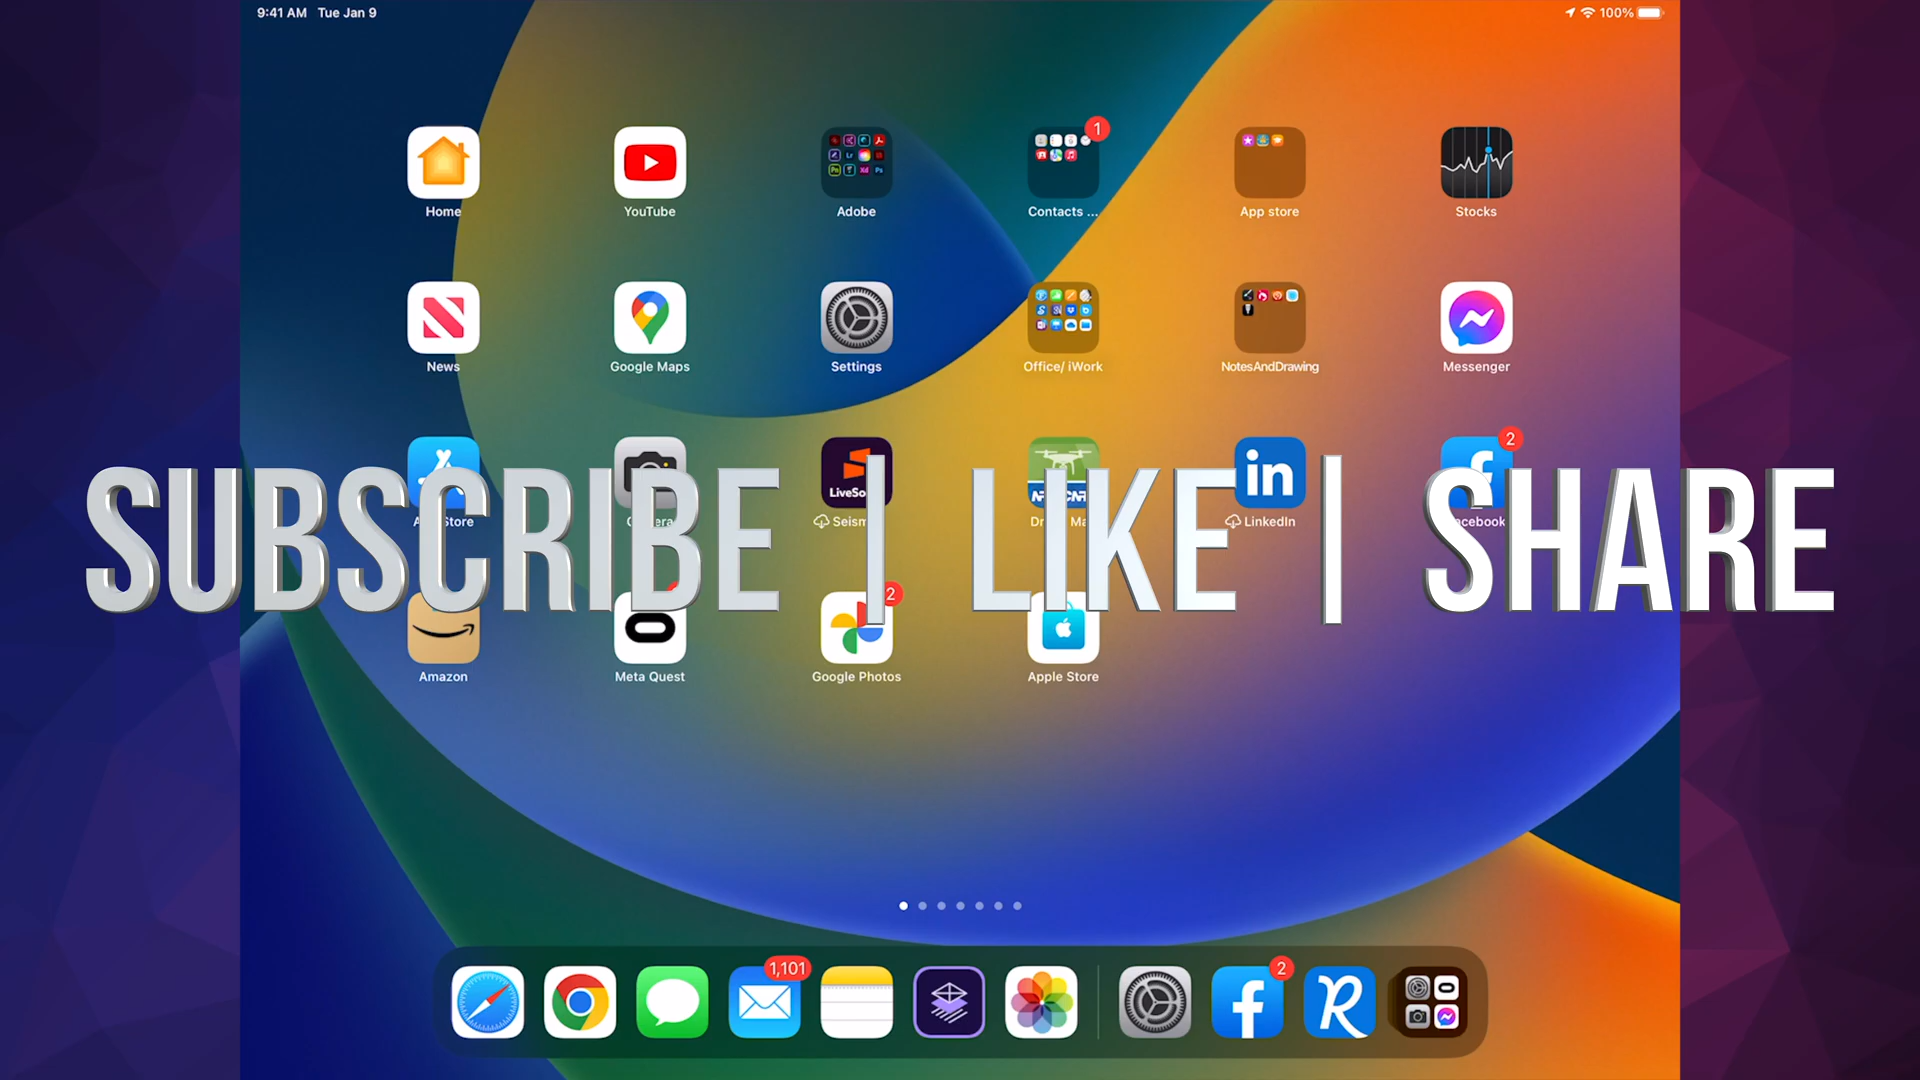 9:41 AM Tue Jan 9
100%
1
Home YouTube Adobe Contacts ... App store Stocks
News Google Maps Settings Office/ iWork NotesAndDrawing Messenger
2
in
SUBSCRIBE | LIKE | SHARE
LinkedIn
2
Amazon Meta Quest Google Photos Apple Store
1,101
2